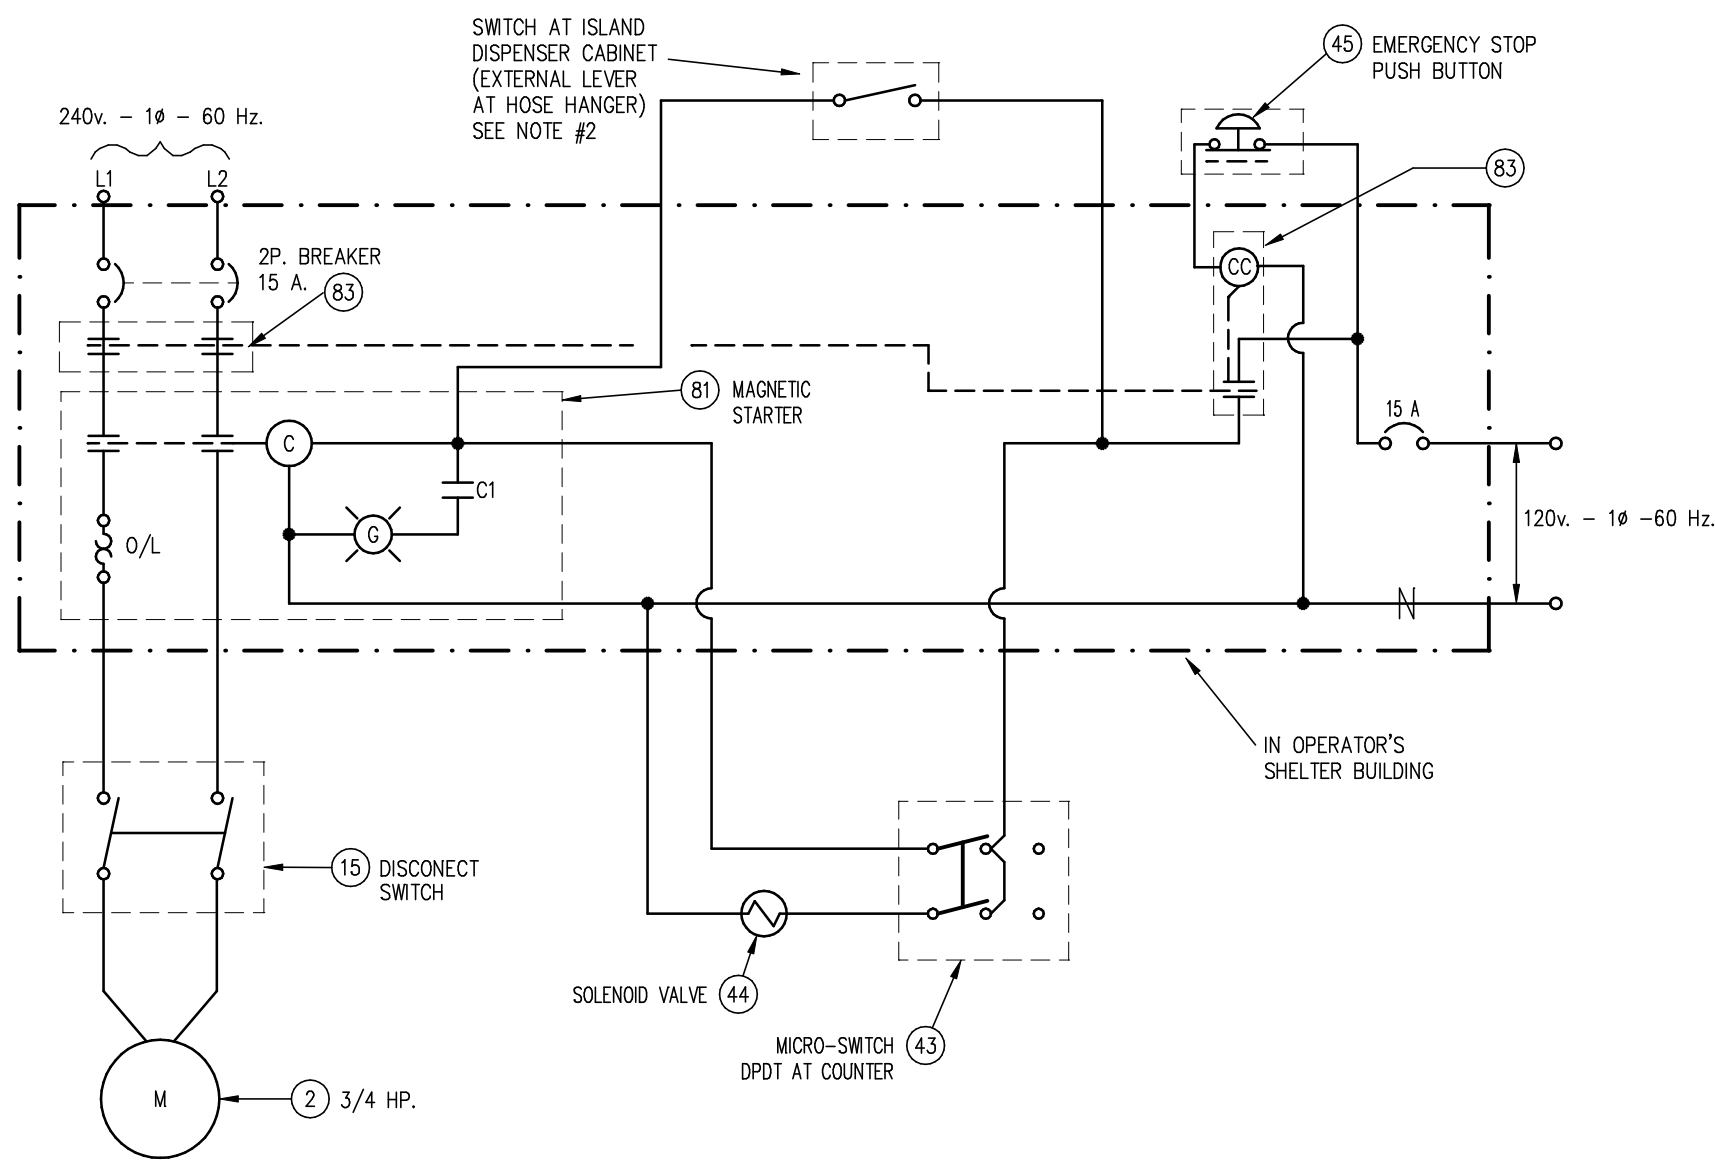 SWITCH AT ISLAND
DISPENSER CABINET
(EXTERNAL LEVER
AT HOSE HANGER)
SEE NOTE #2
45
EMERGENCY STOP
PUSH BUTTON
240v. - 1ø - 60 Hz.
L1
L2
83
2P. BREAKER
15 A.
83
CC
81
MAGNETIC
STARTER
15 A
C
C1
G
O/L
120v. - 1ø -60 Hz.
N
IN OPERATOR'S
SHELTER BUILDING
15
DISCONECT
SWITCH
SOLENOID VALVE
44
MICRO-SWITCH
DPDT AT COUNTER
43
M
2
3/4 HP.